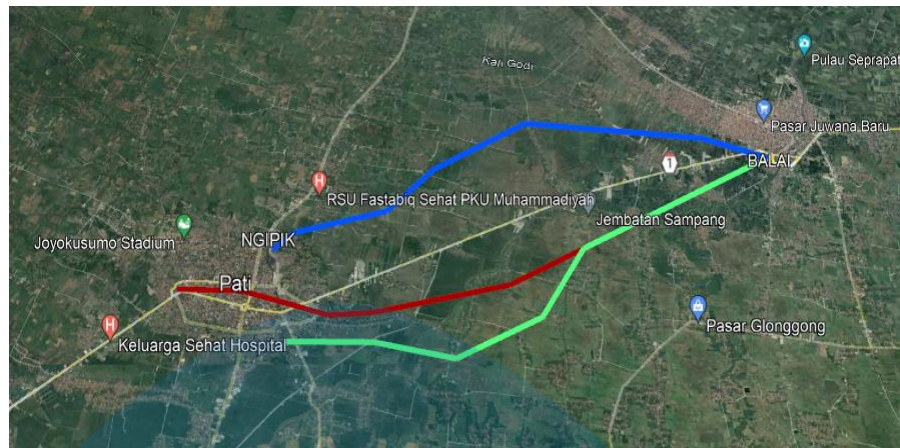 Kali Godi
Pulau Seprapat
Pasar Juwana Baru
1
BALAI
RSU Fastabiq Sehat PKU Muhammadiyah
Jembatan Sampang
Joyokusumo Stadium
NGIPIK
Pati
H
H
Keluarga Sehat Hospital
Pasar Glonggong